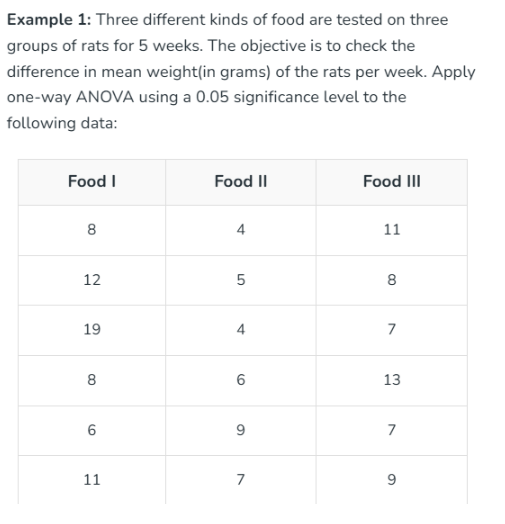 Example 1: Three different kinds of food are tested on three
groups of rats for 5 weeks. The objective is to check the
difference in mean weight(in grams) of the rats per week. Apply
one-way ANOVA using a 0.05 significance level to the
following data:
Food I Food II Food III
8 4 11
12 5 8
19 4 7
8 6 13
6 9 7
11 7 9